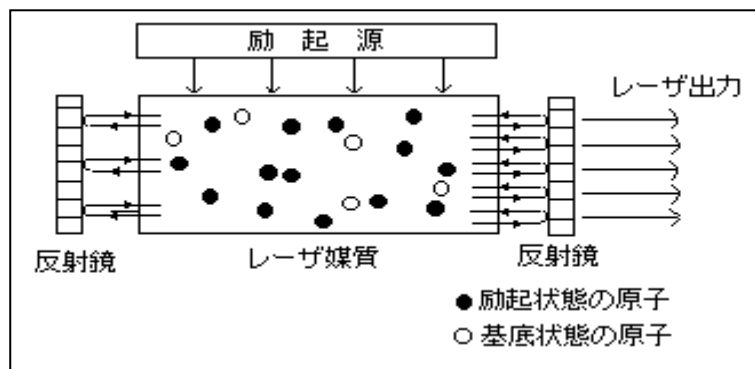 励起源
レーザ出力
反射鏡
レーザ媒質
反射鏡
●励起状態の原子
○基底状態の原子